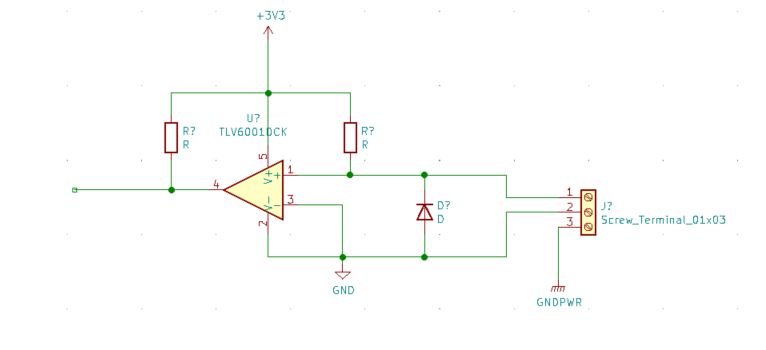 +3V3
U?
TLV6001DCK
R?
R
R?
R
5
V+
+
1
4
-
3
V-
2
D?
D
1
2
3
J?
Screw_Terminal_01x03
GND
GNDPWR